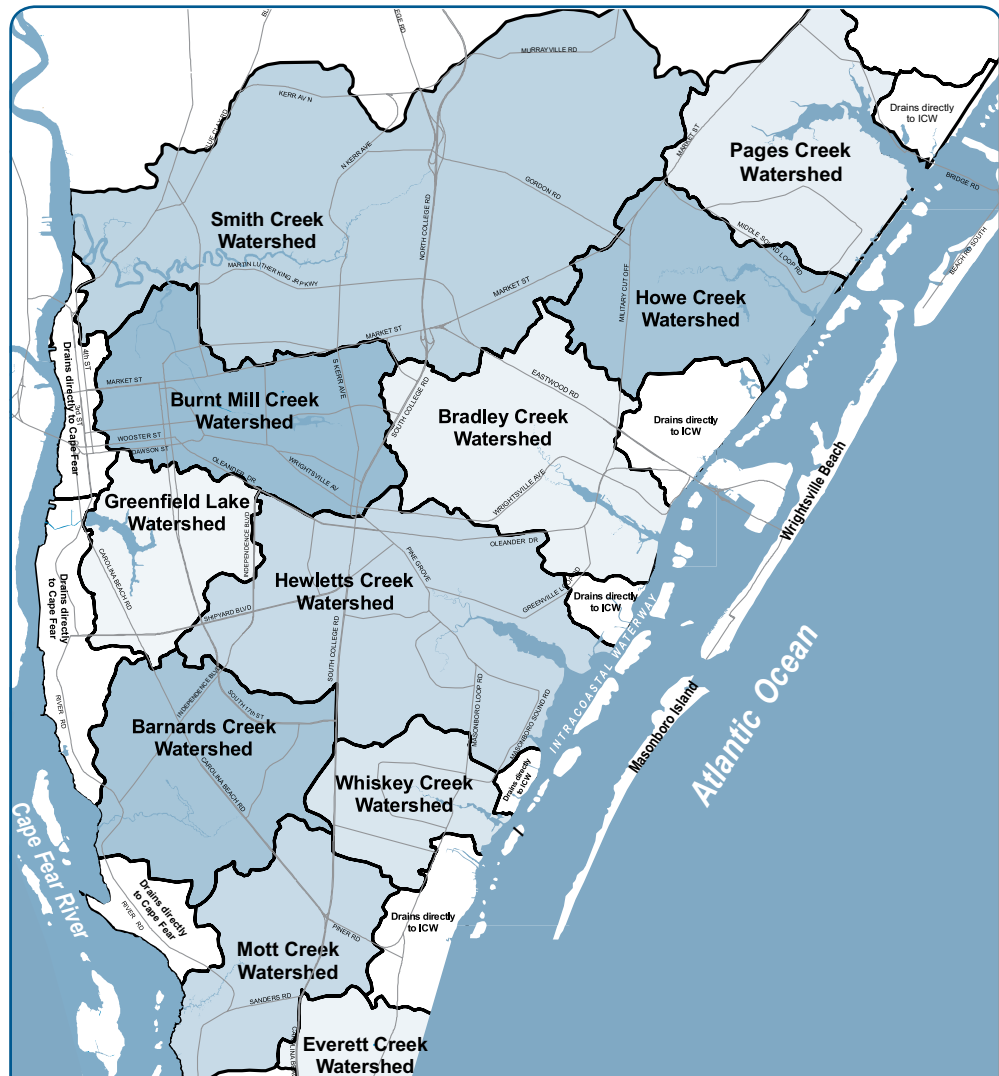 MURRAYVILLE RD
KERR AV N
N KERR AVE
MARKET ST
Drains directly
to ICW
Pages Creek
Watershed
BRIDGE RD
GORDON RD
NORTH COLLEGE RD
Smith Creek
Watershed
MIDDLE SOUND LOOP RD
BEACH RD SOUTH
MARTIN LUTHER KING JR PKWY
MARKET ST
MILITARY CUT OFF
Howe Creek
Watershed
MARKET ST
4th ST
Drains directly to Cape Fear
MARKET ST
S KERR AVE
EASTWOOD RD
Burnt Mill Creek
Watershed
SOUTH COLLEGE RD
Bradley Creek
Watershed
Drains directly
to ICW
3rd ST
WOOSTER ST
DAWSON ST
OLEANDER DR
WRIGHTSVILLE AV
WRIGHTSVILLE AVE
Wrightsville Beach
Greenfield Lake
Watershed
INDEPENDENCE BLVD
OLEANDER DR
PINE GROVE
CAROLINA BEACH RD
Hewletts Creek
Watershed
Drains directly
to Cape Fear
GREENVILLE LOOP RD
Drains directly
to ICW
SHIPYARD BLVD
SOUTH COLLEGE RD
INTRACOASTAL WATERWAY
INDEPENDENCE BLVD
SOUTH 17th ST
MASONBORO LOOP RD
MASONBORO SOUND RD
Masonboro Island
Atlantic Ocean
RIVER RD
Barnards Creek
Watershed
CAROLINA BEACH RD
Whiskey Creek
Watershed
Drains directly
to ICW
Cape Fear River
Drains directly
to Cape Fear
RIVER RD
Drains directly
to ICW
PINER RD
Mott Creek
Watershed
SANDERS RD
Everett Creek
Watershed